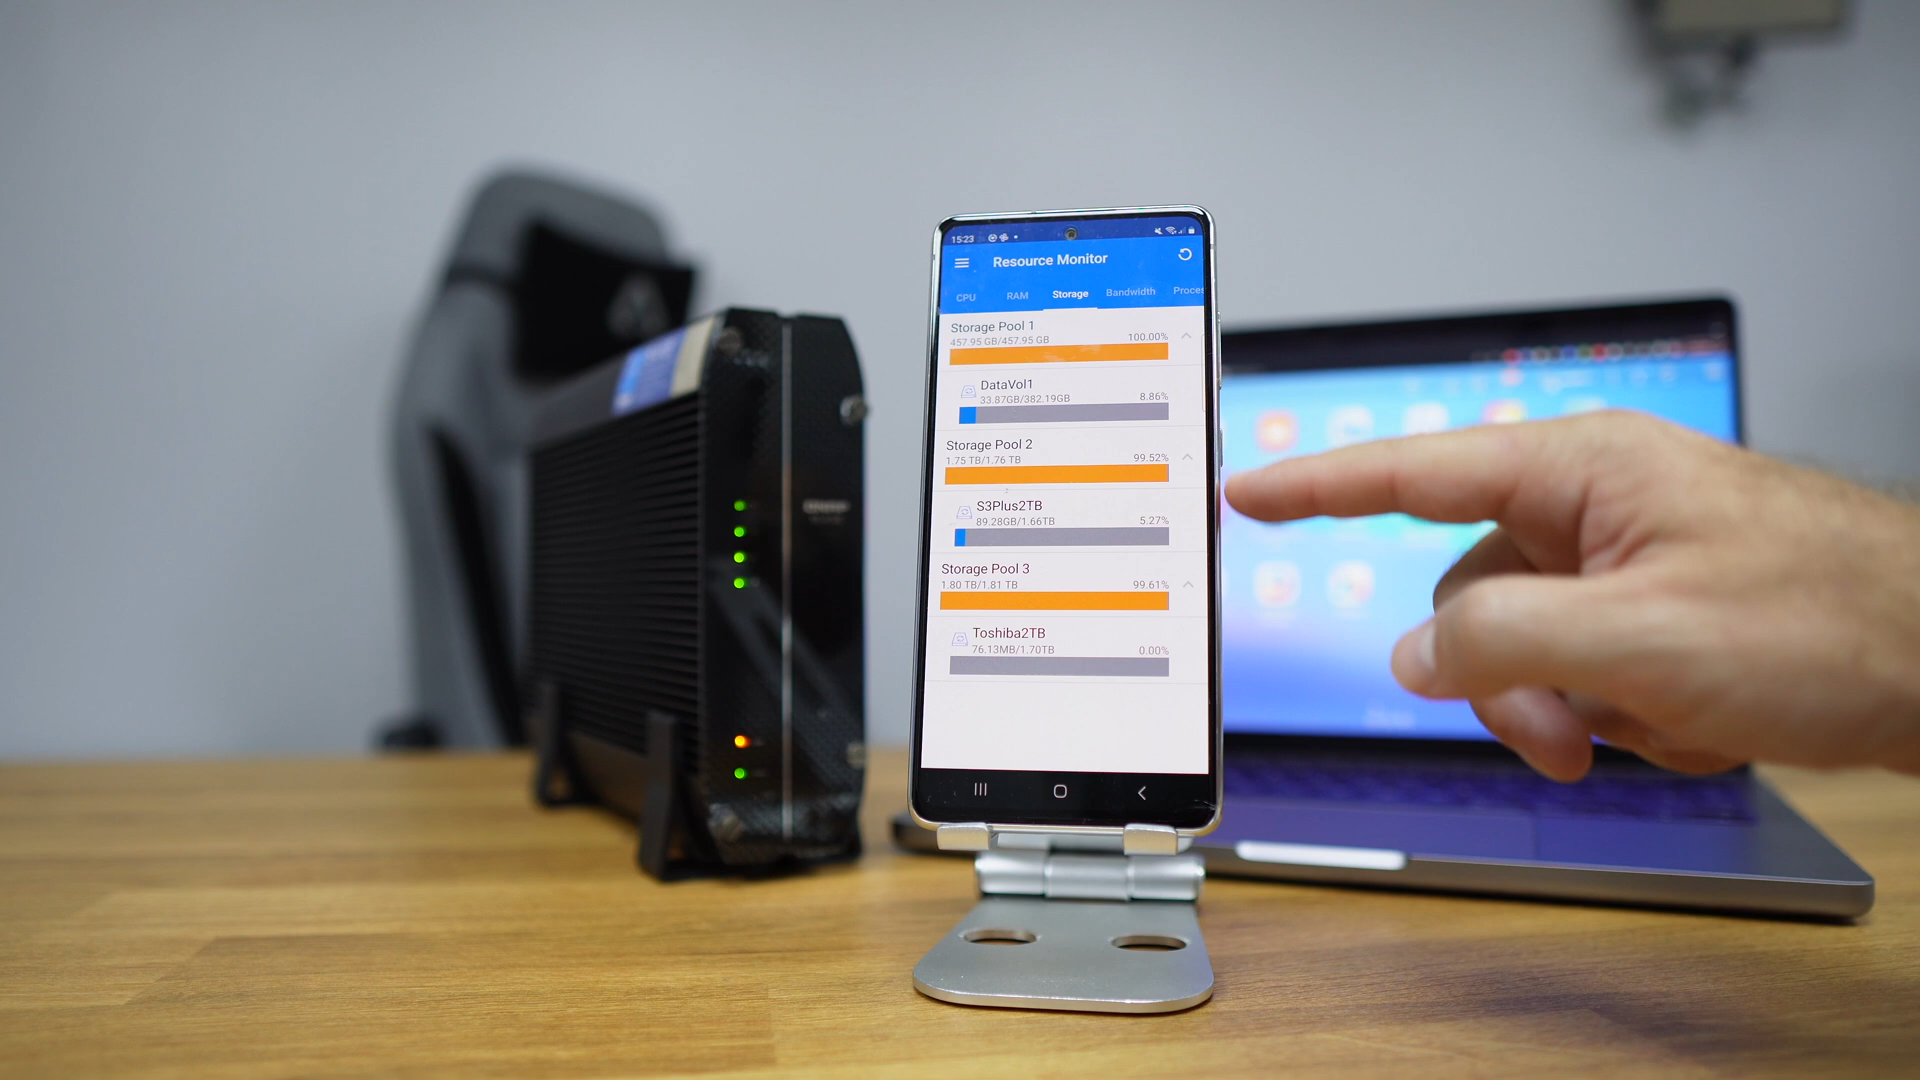 15:23
Resource Monitor
CPU RAM Storage Bandwidth Proces
Storage Pool 1
457.95 GB/457.95 GB 100.00%
DataVol1
33.87GB/382.19GB 8.86%
Storage Pool 2
1.75 TB/1.76 TB 99.52%
S3Plus2TB
89.28GB/1.66TB 5.27%
Storage Pool 3
1.80 TB/1.81 TB 99.61%
Toshiba2TB
76.13MB/1.70TB 0.00%